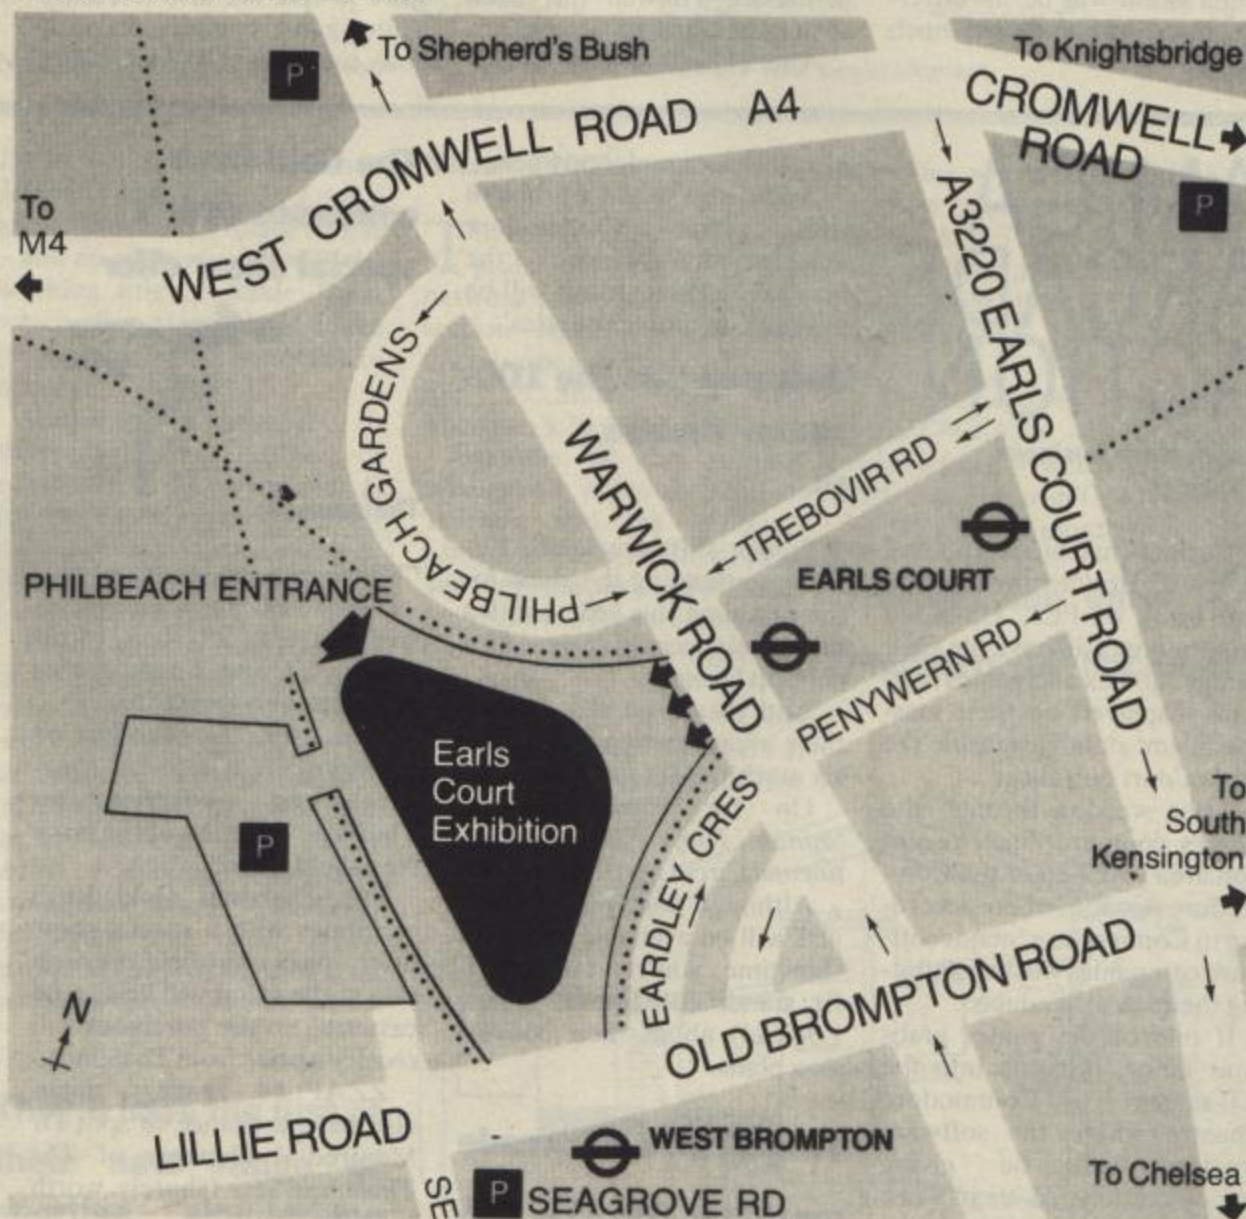 To Shepherd's Bush
To Knightsbridge
P
CROMWELL
ROAD
WEST CROMWELL ROAD A4
P
To
M4
A3220 EARLS COURT ROAD
PHILBEACH GARDENS
WARWICK ROAD
TREBOVIR RD
EARLS COURT
PHILBEACH ENTRANCE
PHILBEACH
PENYWERN RD
Earls
Court
Exhibition
P
EARDLEY CRES
To
South
Kensington
OLD BROMPTON ROAD
N
LILLIE ROAD
WEST BROMPTON
To Chelsea
SE
P
SEAGROVE RD